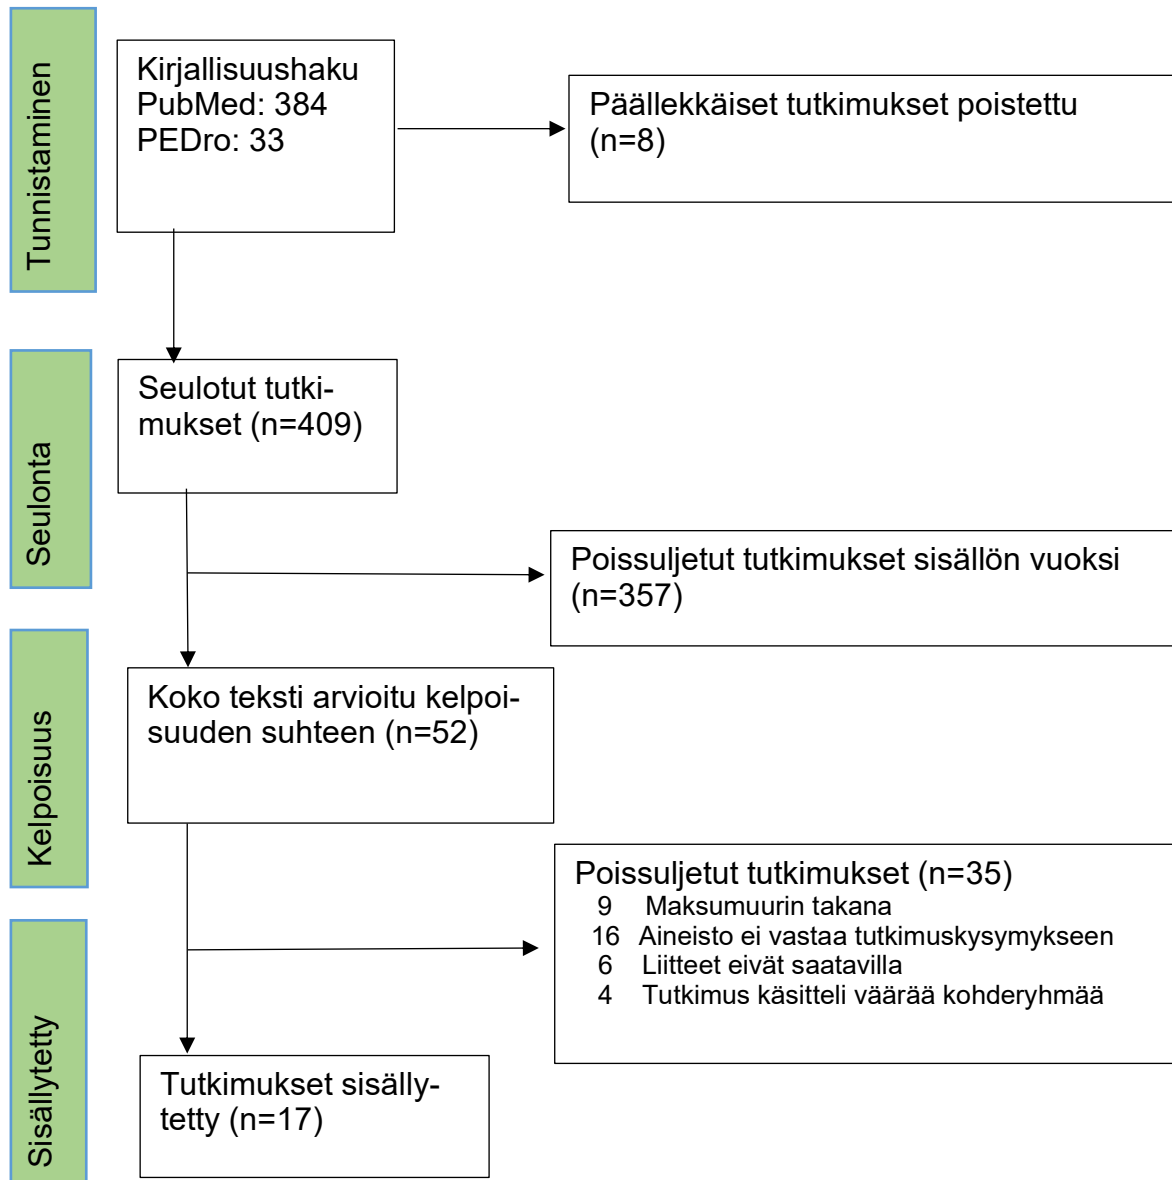 Tunnistaminen
Kirjallisuushaku
PubMed: 384
PEDro: 33
Päällekkäiset tutkimukset poistettu
(n=8)
Seulonta
Seulotut tutki-
mukset (n=409)
Poissuljetut tutkimukset sisällön vuoksi
(n=357)
Kelpoisuus
Koko teksti arvioitu kelpoi-
suuden suhteen (n=52)
Poissuljetut tutkimukset (n=35)
9 Maksumuurin takana
16 Aineisto ei vastaa tutkimuskysymykseen
6 Liitteet eivät saatavilla
4 Tutkimus käsitteli väärää kohderyhmää
Sisällytetty
Tutkimukset sisälly-
tetty (n=17)